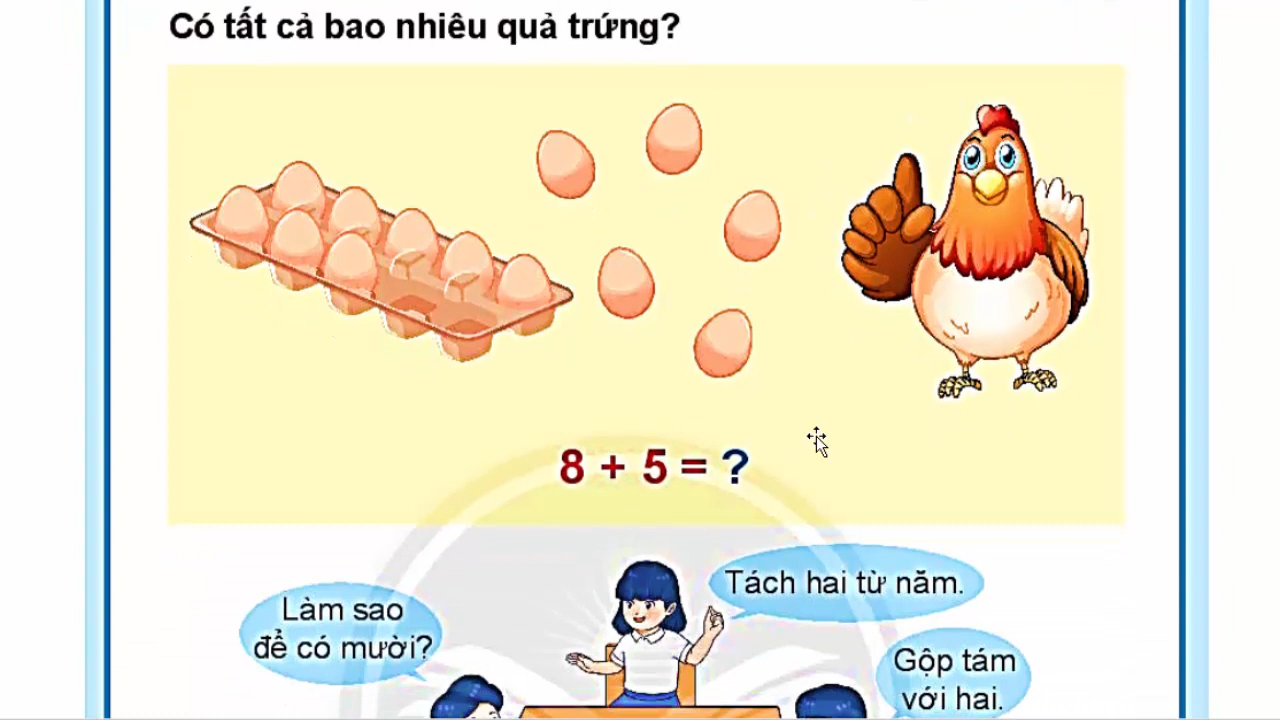 Có tất cả bao nhiêu quả trứng?
8 + 5 = ?
Tách hai từ năm.
Làm sao
để có mười?
Gộp tám
với hai.